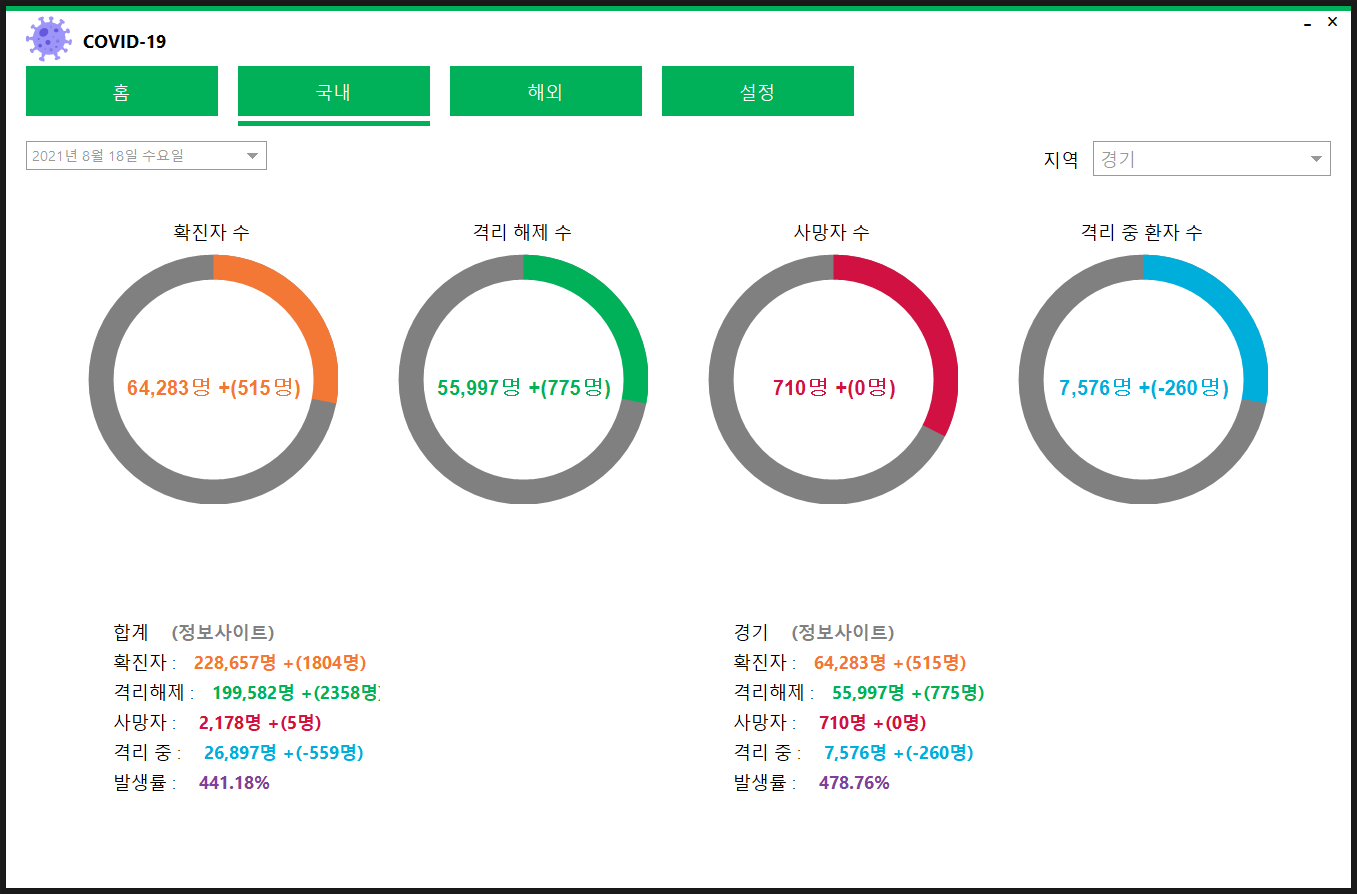 COVID-19
홈 국내 해외 설정
2021년 8월 18일 수요일 지역 경기
확진자 수 격리 해제 수 사망자 수 격리 중 환자 수
64,283명 +(515명) 55,997명 +(775명) 710명 +(0명) 7,576명 +(-260명)
합계 (정보사이트)
확진자 : 228,657명 +(1804명)
격리해제 : 199,582명 +(2358명)
사망자 : 2,178명 +(5명)
격리 중 : 26,897명 +(-559명)
발생률 : 441.18%
경기 (정보사이트)
확진자 : 64,283명 +(515명)
격리해제 : 55,997명 +(775명)
사망자 : 710명 +(0명)
격리 중 : 7,576명 +(-260명)
발생률 : 478.76%